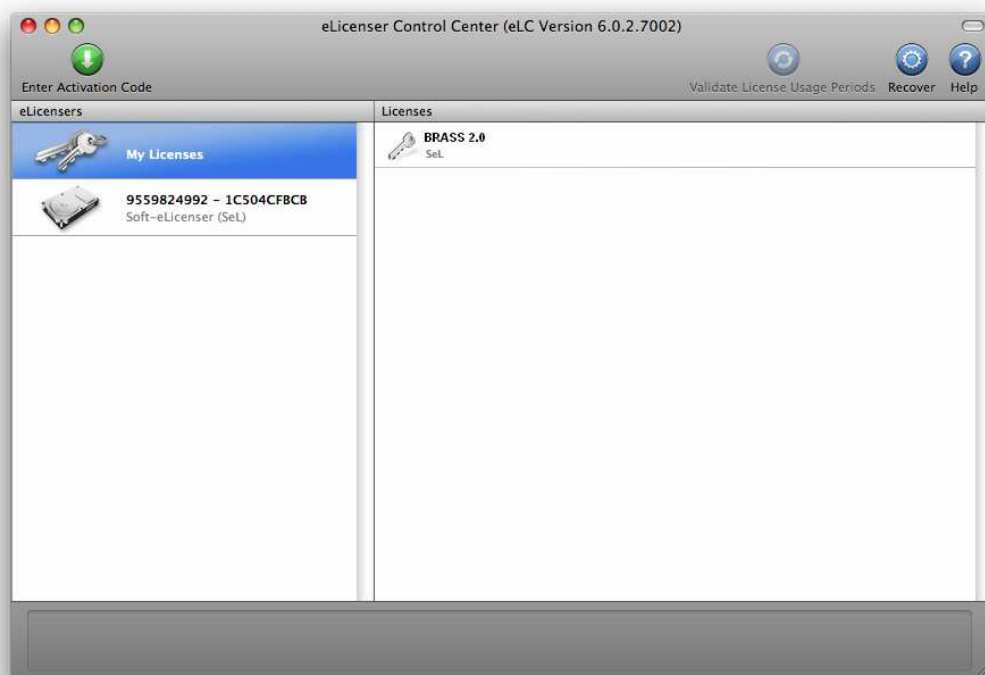 eLicenser Control Center (eLC Version 6.0.2.7002)
Enter Activation Code
Validate License Usage Periods
Recover
Help
eLicensers
Licenses
My Licenses
9559824992 - 1C504CFBCB
Soft-eLicenser (SeL)
BRASS 2.0
SeL